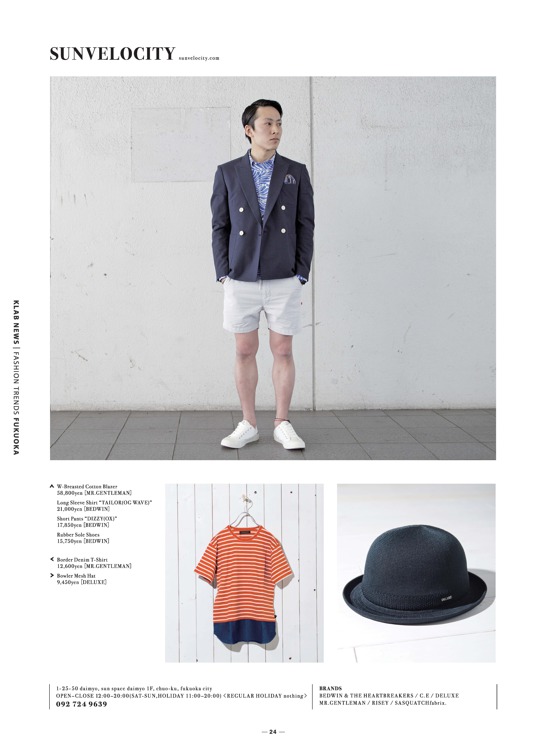 SUNVELOCITY sunvelocity.com
KLAB NEWS | FASHION TRENDS FUKUOKA
W-Breasted Cotton Blazer
58,800yen [MR.GENTLEMAN]
Long Sleeve Shirt "TAILOR(OG WAVE)"
21,000yen [BEDWIN]
Short Pants "DIZZY(OX)"
17,850yen [BEDWIN]
Rubber Sole Shoes
15,750yen [BEDWIN]
Border Denim T-Shirt
12,600yen [MR.GENTLEMAN]
Bowler Mesh Hat
9,450yen [DELUXE]
1-25-50 daimyo, sun space daimyo 1F, chuo-ku, fukuoka city
OPEN-CLOSE 12:00-20:00(SAT-SUN,HOLIDAY 11:00-20:00) <REGULAR HOLIDAY nothing>
092 724 9639
BRANDS
BEDWIN & THE HEARTBREAKERS / C.E / DELUXE
MR.GENTLEMAN / RISEY / SASQUATCHfabrix.
— 24 —